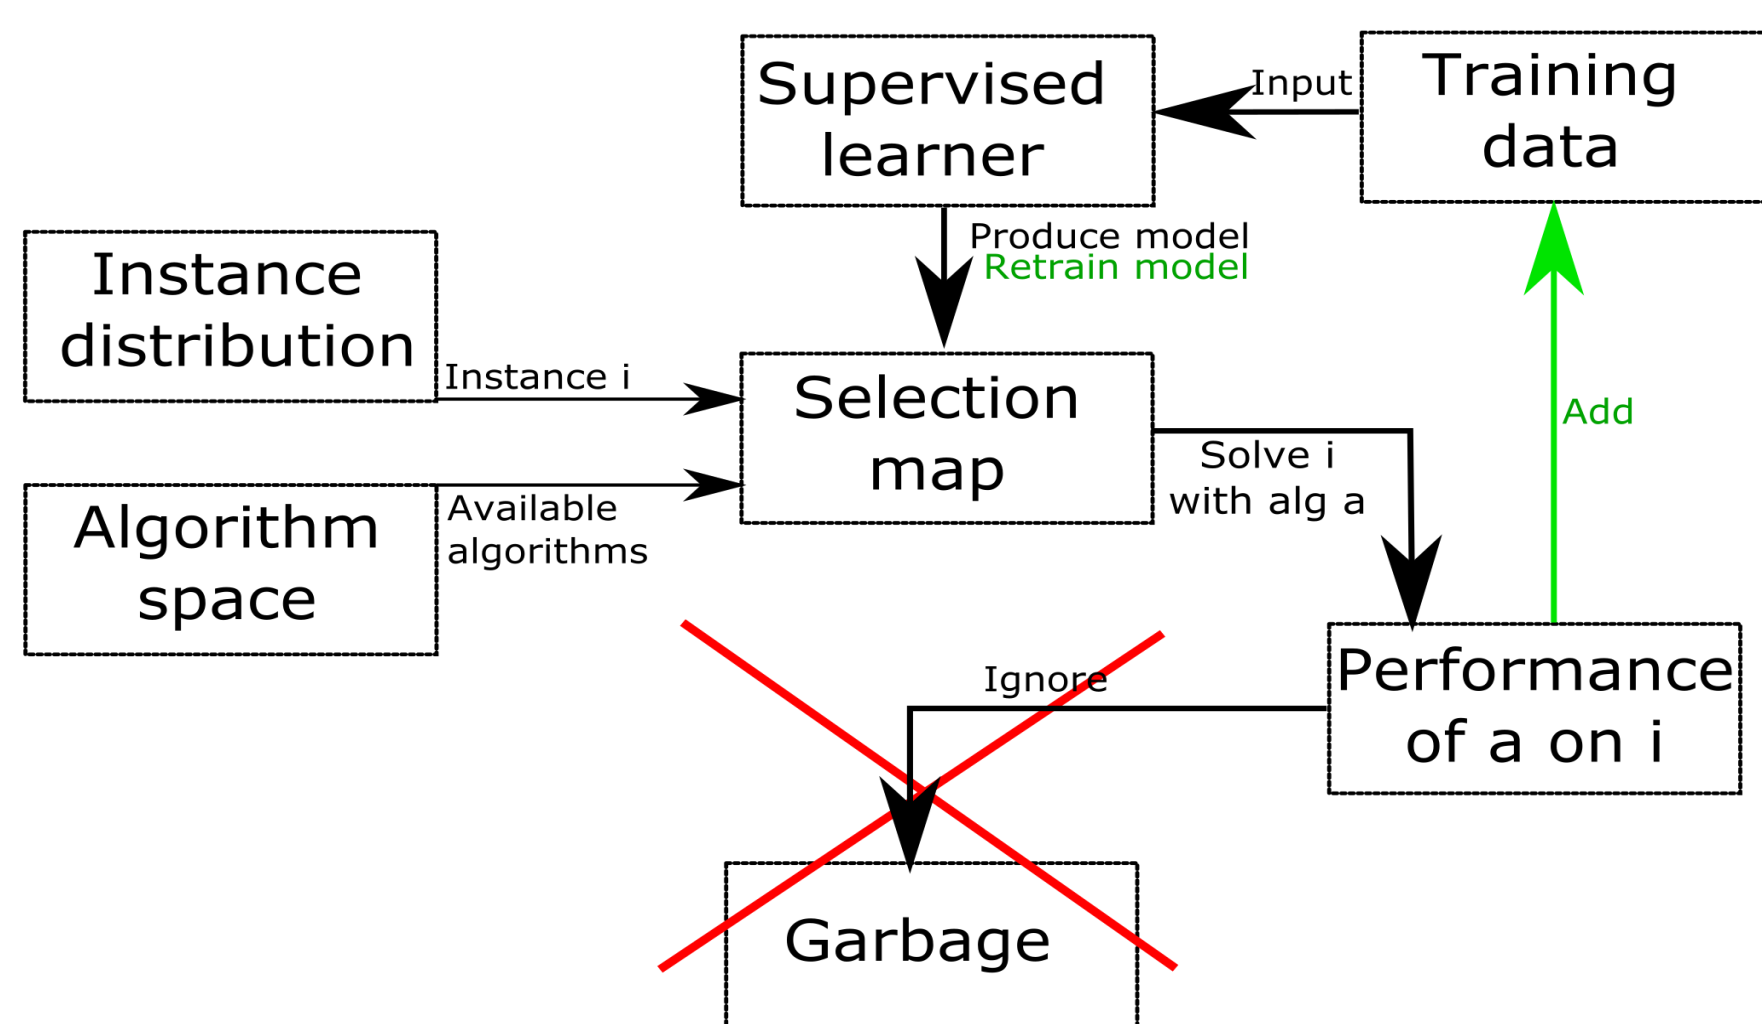 Supervised
learner
Input
Training
data
Produce model
Retrain model
Instance
distribution
Instance i
Algorithm
space
Available
algorithms
Selection
map
Solve i
with alg a
Add
Performance
of a on i
Ignore
Garbage